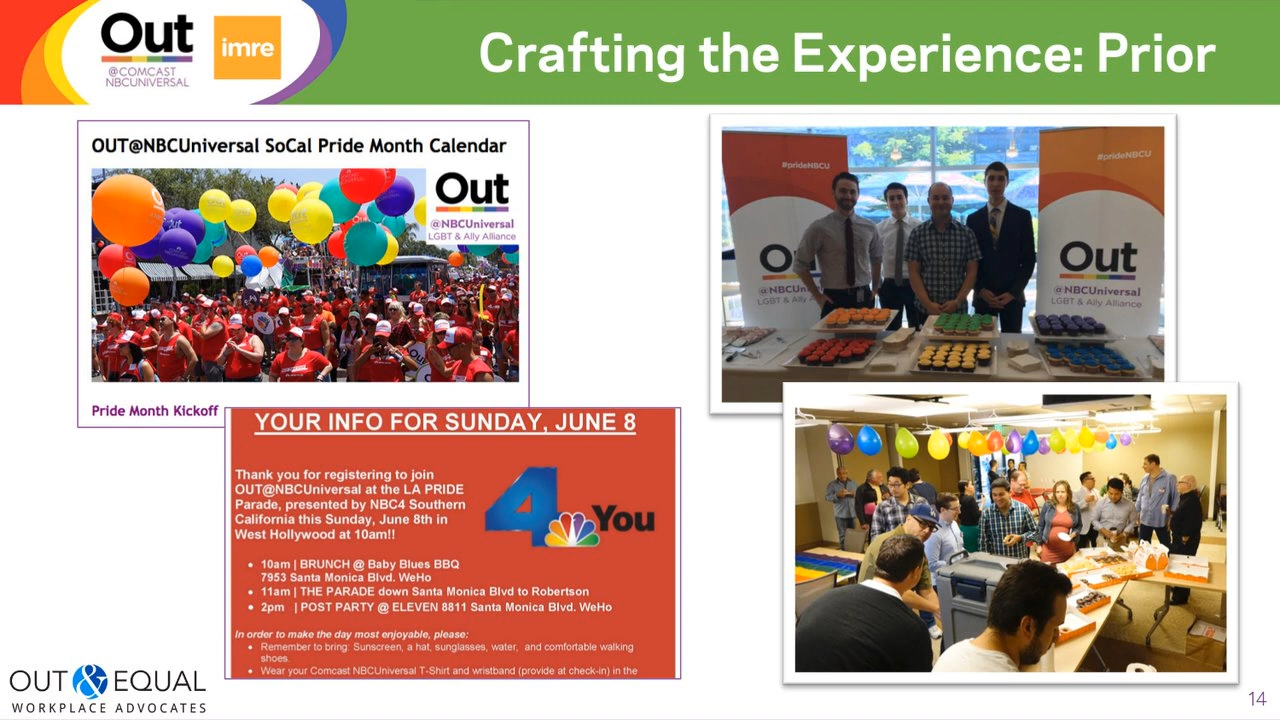 Out
@COMCAST
NBCUNIVERSAL
imre
Crafting the Experience: Prior
OUT@NBCUniversal SoCal Pride Month Calendar
Out
@NBCUniversal
LGBT & Ally Alliance
Pride Month Kickoff
YOUR INFO FOR SUNDAY, JUNE 8
Thank you for registering to join
OUT@NBCUniversal at the LA PRIDE
Parade, presented by NBC4 Southern
California this Sunday, June 8th in
West Hollywood at 10am!!
4 You
• 10am | BRUNCH @ Baby Blues BBQ
7953 Santa Monica Blvd. WeHo
• 11am | THE PARADE down Santa Monica Blvd to Robertson
• 2pm | POST PARTY @ ELEVEN 8811 Santa Monica Blvd. WeHo
In order to make the day most enjoyable, please:
• Remember to bring: Sunscreen, a hat, sunglasses, water, and comfortable walking
shoes.
• Wear your Comcast NBCUniversal T-Shirt and wristband (provide at check-in) in the
#prideNBCU
Ou
@NBCUn
LGBT & Ally A
#prideNBCU
Out
@NBCUniversal
LGBT & Ally Alliance
OUT & EQUAL
WORKPLACE ADVOCATES
14